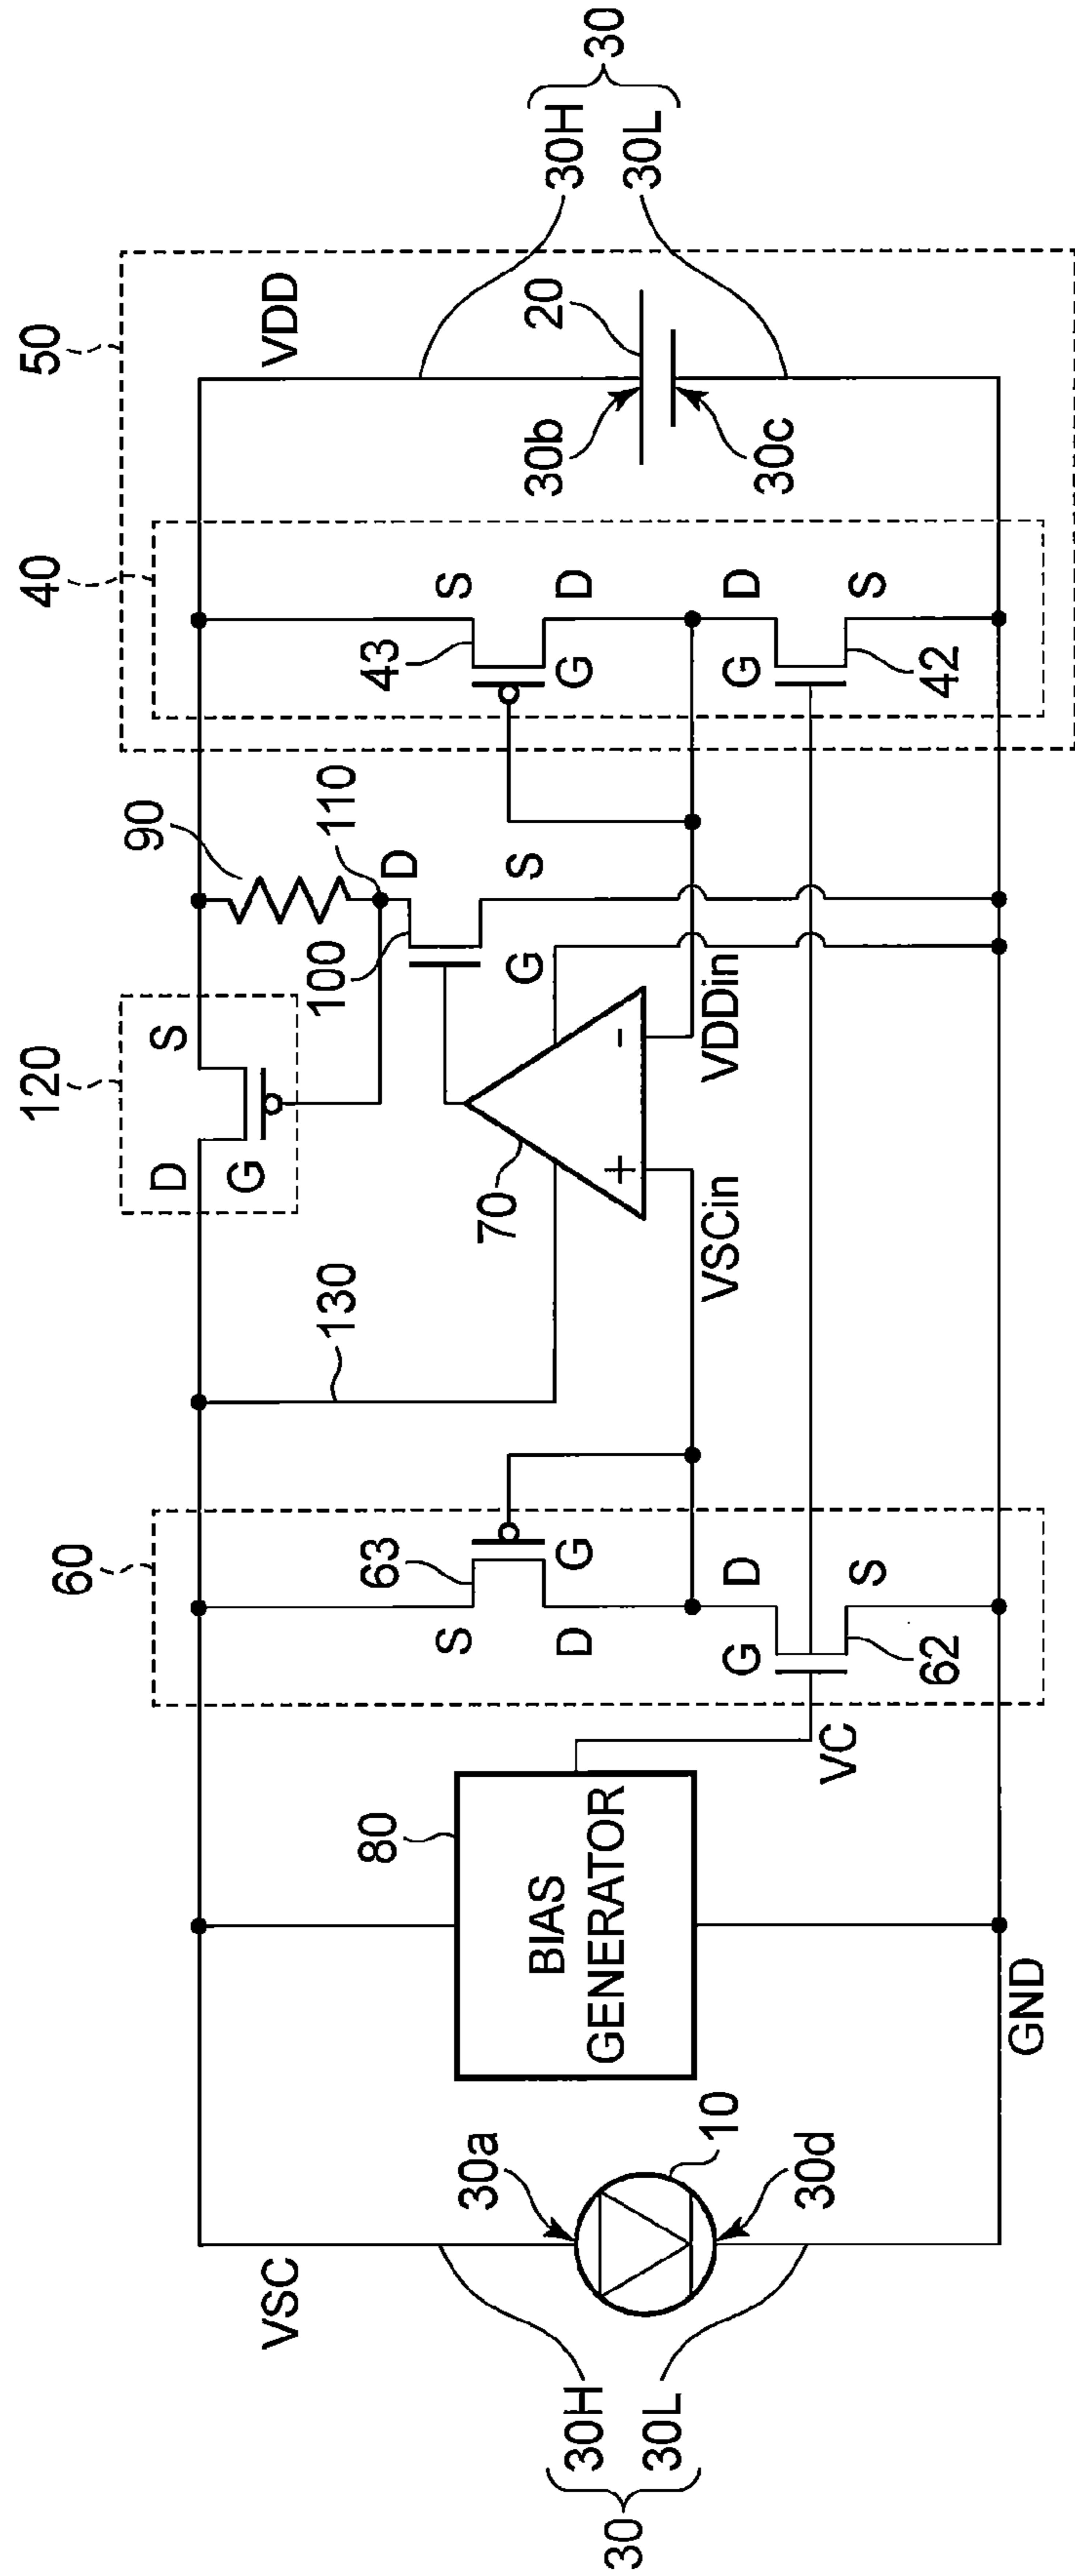 50
40
120
60
90
VDD
30H
30
30L
20
30b
30c
S
43
G
D
D
G
S
42
110
D
100
S
G
S
D
G
130
70
+
-
VSCin
VDDin
S
63
G
D
D
G
S
62
VC
80
BIAS
GENERATOR
VSC
30a
10
30d
GND
30H
30
30L